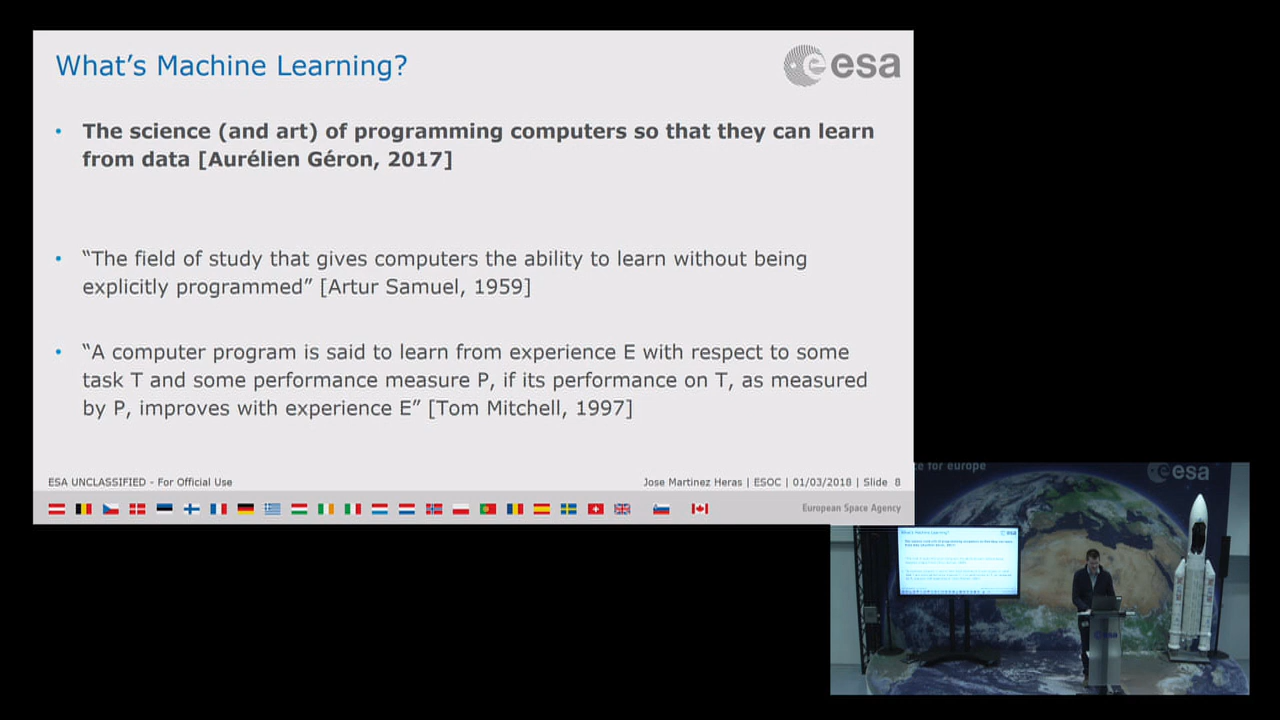 What's Machine Learning?
esa
• The science (and art) of programming computers so that they can learn
from data [Aurélien Géron, 2017]
• “The field of study that gives computers the ability to learn without being
explicitly programmed” [Artur Samuel, 1959]
• “A computer program is said to learn from experience E with respect to some
task T and some performance measure P, if its performance on T, as measured
by P, improves with experience E” [Tom Mitchell, 1997]
ESA UNCLASSIFIED - For Official Use
Jose Martinez Heras | ESOC | 01/03/2018 | Slide 8
European Space Agency
for europe
esa
What's Machine Learning?